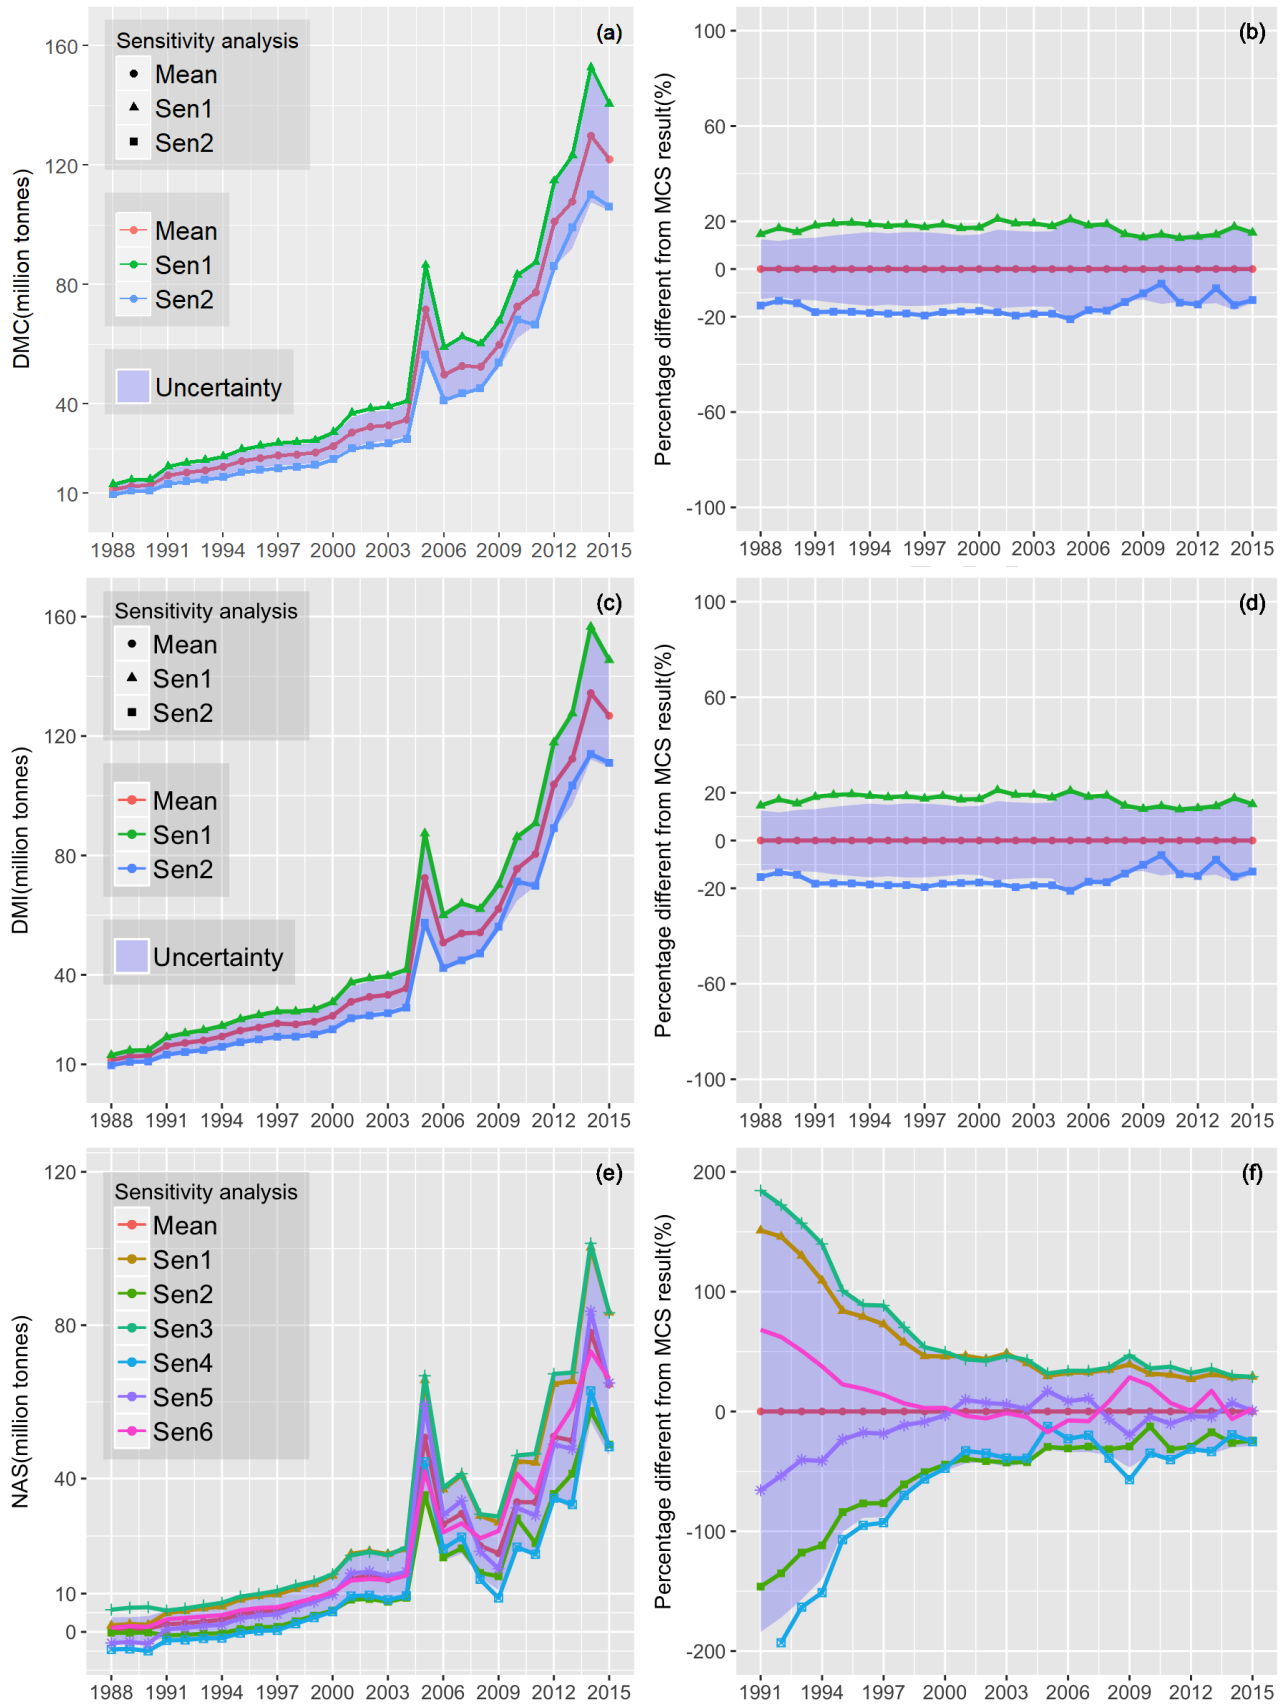 (a)
Sensitivity analysis
Mean
Sen1
Sen2
Mean
Sen1
Sen2
Uncertainty
DMC(million tonnes)
160
120
80
40
10
1988 1991 1994 1997 2000 2003 2006 2009 2012 2015
(b)
Percentage different from MCS result(%)
100
60
20
0
-20
-60
-100
1988 1991 1994 1997 2000 2003 2006 2009 2012 2015
(c)
Sensitivity analysis
Mean
Sen1
Sen2
Mean
Sen1
Sen2
Uncertainty
DMI(million tonnes)
160
120
80
40
10
1988 1991 1994 1997 2000 2003 2006 2009 2012 2015
(d)
Percentage different from MCS result(%)
100
60
20
0
-20
-60
-100
1988 1991 1994 1997 2000 2003 2006 2009 2012 2015
(e)
Sensitivity analysis
Mean
Sen1
Sen2
Sen3
Sen4
Sen5
Sen6
NAS(million tonnes)
120
80
40
10
0
1988 1991 1994 1997 2000 2003 2006 2009 2012 2015
(f)
Percentage different from MCS result(%)
200
100
0
-100
-200
1991 1994 1997 2000 2003 2006 2009 2012 2015